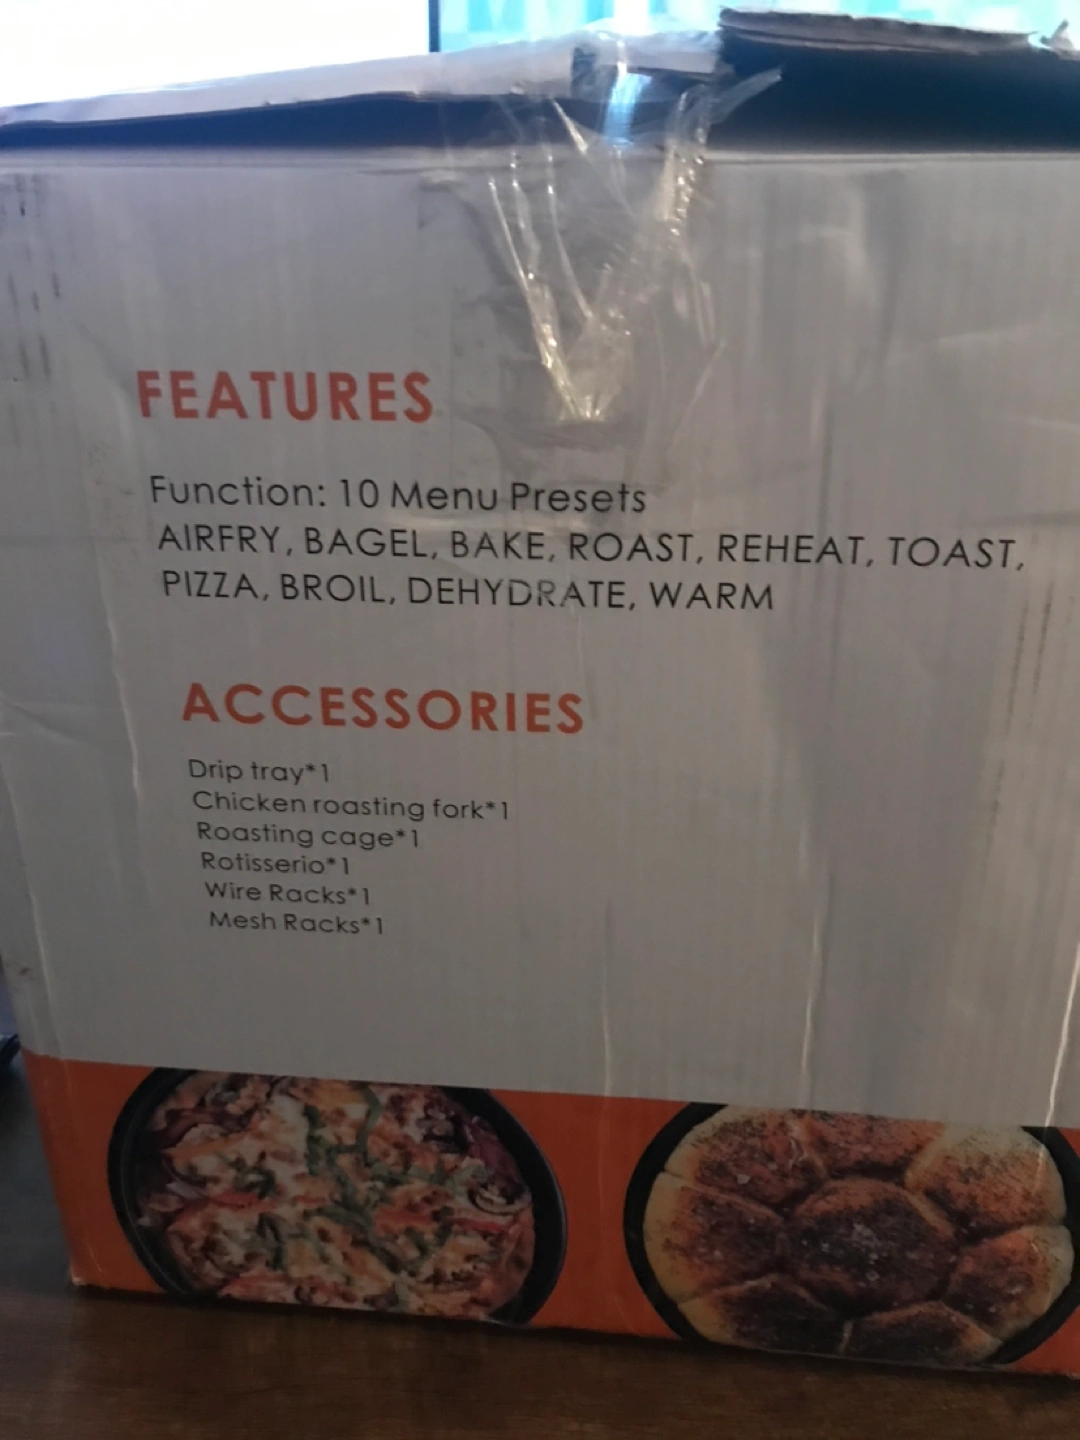 FEATURES
Function: 10 Menu Presets
AIRFRY, BAGEL, BAKE, ROAST, REHEAT, TOAST,
PIZZA, BROIL, DEHYDRATE, WARM
ACCESSORIES
Drip tray*1
Chicken roasting fork*1
Roasting cage*1
Rotisserio*1
Wire Racks*1
Mesh Racks*1